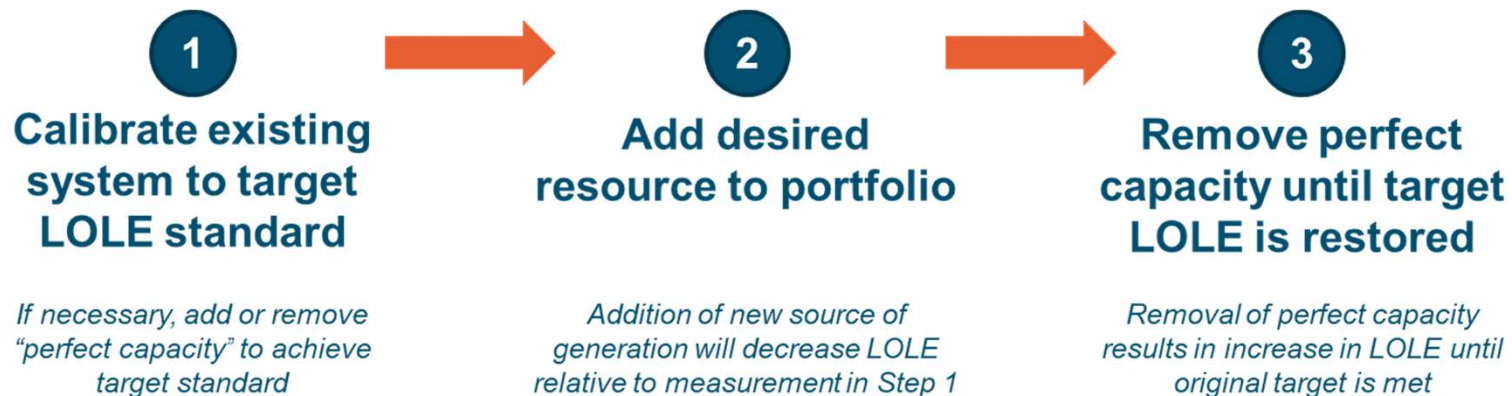 1
Calibrate existing
system to target
LOLE standard
If necessary, add or remove
“perfect capacity” to achieve
target standard
2
Add desired
resource to portfolio
Addition of new source of
generation will decrease LOLE
relative to measurement in Step 1
3
Remove perfect
capacity until target
LOLE is restored
Removal of perfect capacity
results in increase in LOLE until
original target is met